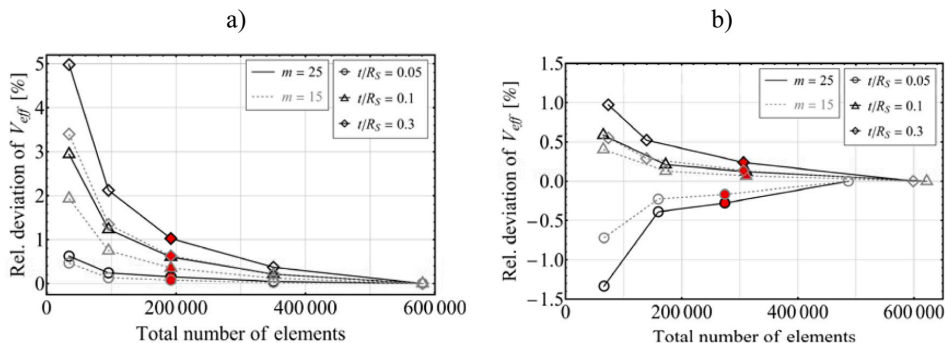 a)
Rel. deviation of V_eff [%]
5
4
3
2
1
0
m = 25
m = 15
t/R_S = 0.05
t/R_S = 0.1
t/R_S = 0.3
0 200 000 400 000 600 000
Total number of elements
b)
Rel. deviation of V_eff [%]
1.5
1.0
0.5
0.0
-0.5
-1.0
-1.5
m = 25
m = 15
t/R_S = 0.05
t/R_S = 0.1
t/R_S = 0.3
0 200 000 400 000 600 000
Total number of elements